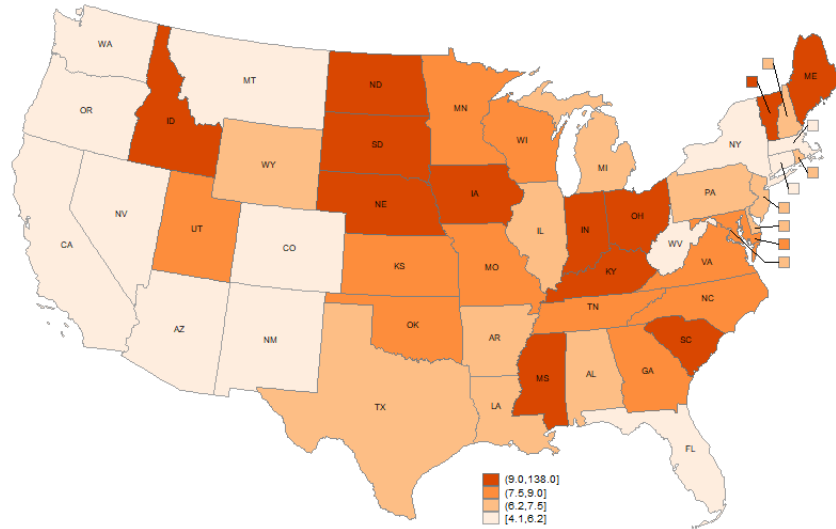 WA
MT
ND
ME
OR
ID
SD
MN
WI
NY
WY
MI
NE
IA
PA
NV
UT
IL
IN
OH
CA
CO
WV
KS
MO
KY
VA
TN
NC
AZ
NM
OK
AR
SC
MS
AL
GA
TX
LA
FL
(9.0,138.0]
(7.5,9.0]
(6.2,7.5]
[4.1,6.2]